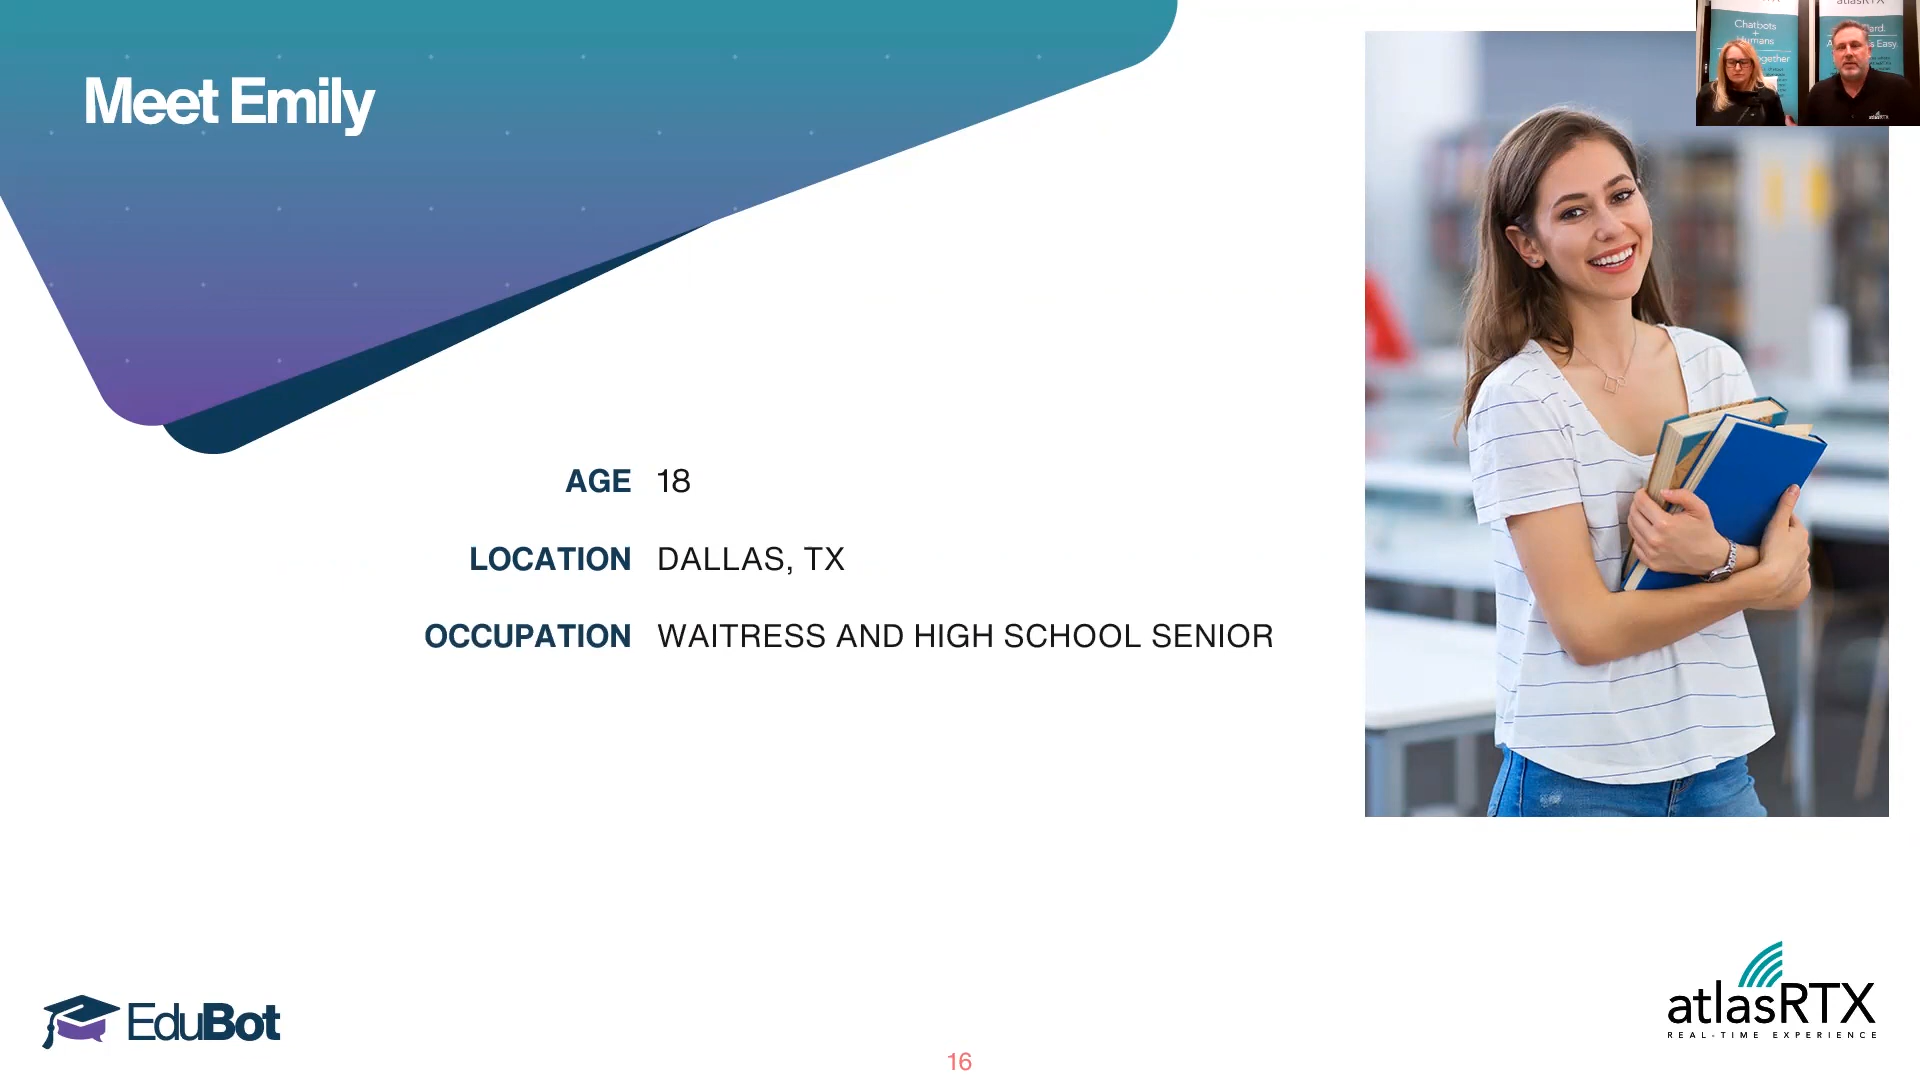 Meet Emily
atlasRTX
Chatbots
+
Humans
AGE 18
LOCATION DALLAS, TX
OCCUPATION WAITRESS AND HIGH SCHOOL SENIOR
EduBot
atlasRTX
REAL-TIME EXPERIENCE
16